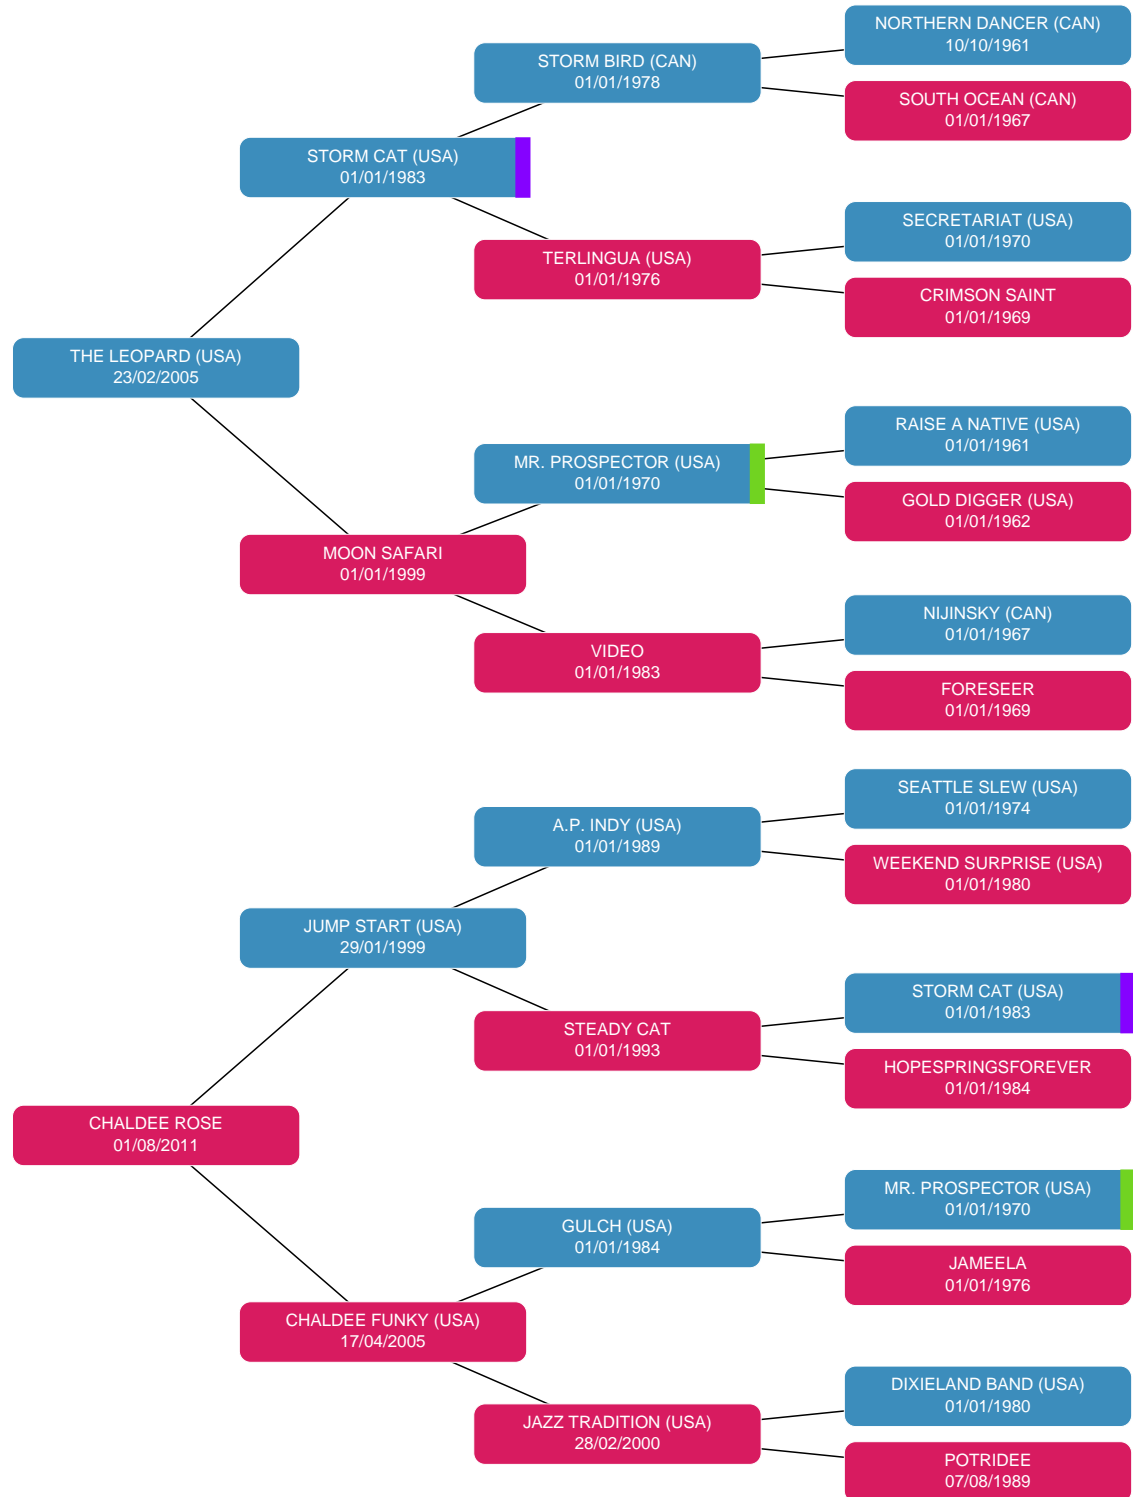 NORTHERN DANCER (CAN)
10/10/1961
STORM BIRD (CAN)
01/01/1978
SOUTH OCEAN (CAN)
01/01/1967
STORM CAT (USA)
01/01/1983
SECRETARIAT (USA)
01/01/1970
TERLINGUA (USA)
01/01/1976
CRIMSON SAINT
01/01/1969
THE LEOPARD (USA)
23/02/2005
RAISE A NATIVE (USA)
01/01/1961
MR. PROSPECTOR (USA)
01/01/1970
GOLD DIGGER (USA)
01/01/1962
MOON SAFARI
01/01/1999
NIJINSKY (CAN)
01/01/1967
VIDEO
01/01/1983
FORESEER
01/01/1969
SEATTLE SLEW (USA)
01/01/1974
A.P. INDY (USA)
01/01/1989
WEEKEND SURPRISE (USA)
01/01/1980
JUMP START (USA)
29/01/1999
STORM CAT (USA)
01/01/1983
STEADY CAT
01/01/1993
HOPESPRINGSFOREVER
01/01/1984
CHALDEE ROSE
01/08/2011
MR. PROSPECTOR (USA)
01/01/1970
GULCH (USA)
01/01/1984
JAMEELA
01/01/1976
CHALDEE FUNKY (USA)
17/04/2005
DIXIELAND BAND (USA)
01/01/1980
JAZZ TRADITION (USA)
28/02/2000
POTRIDEE
07/08/1989